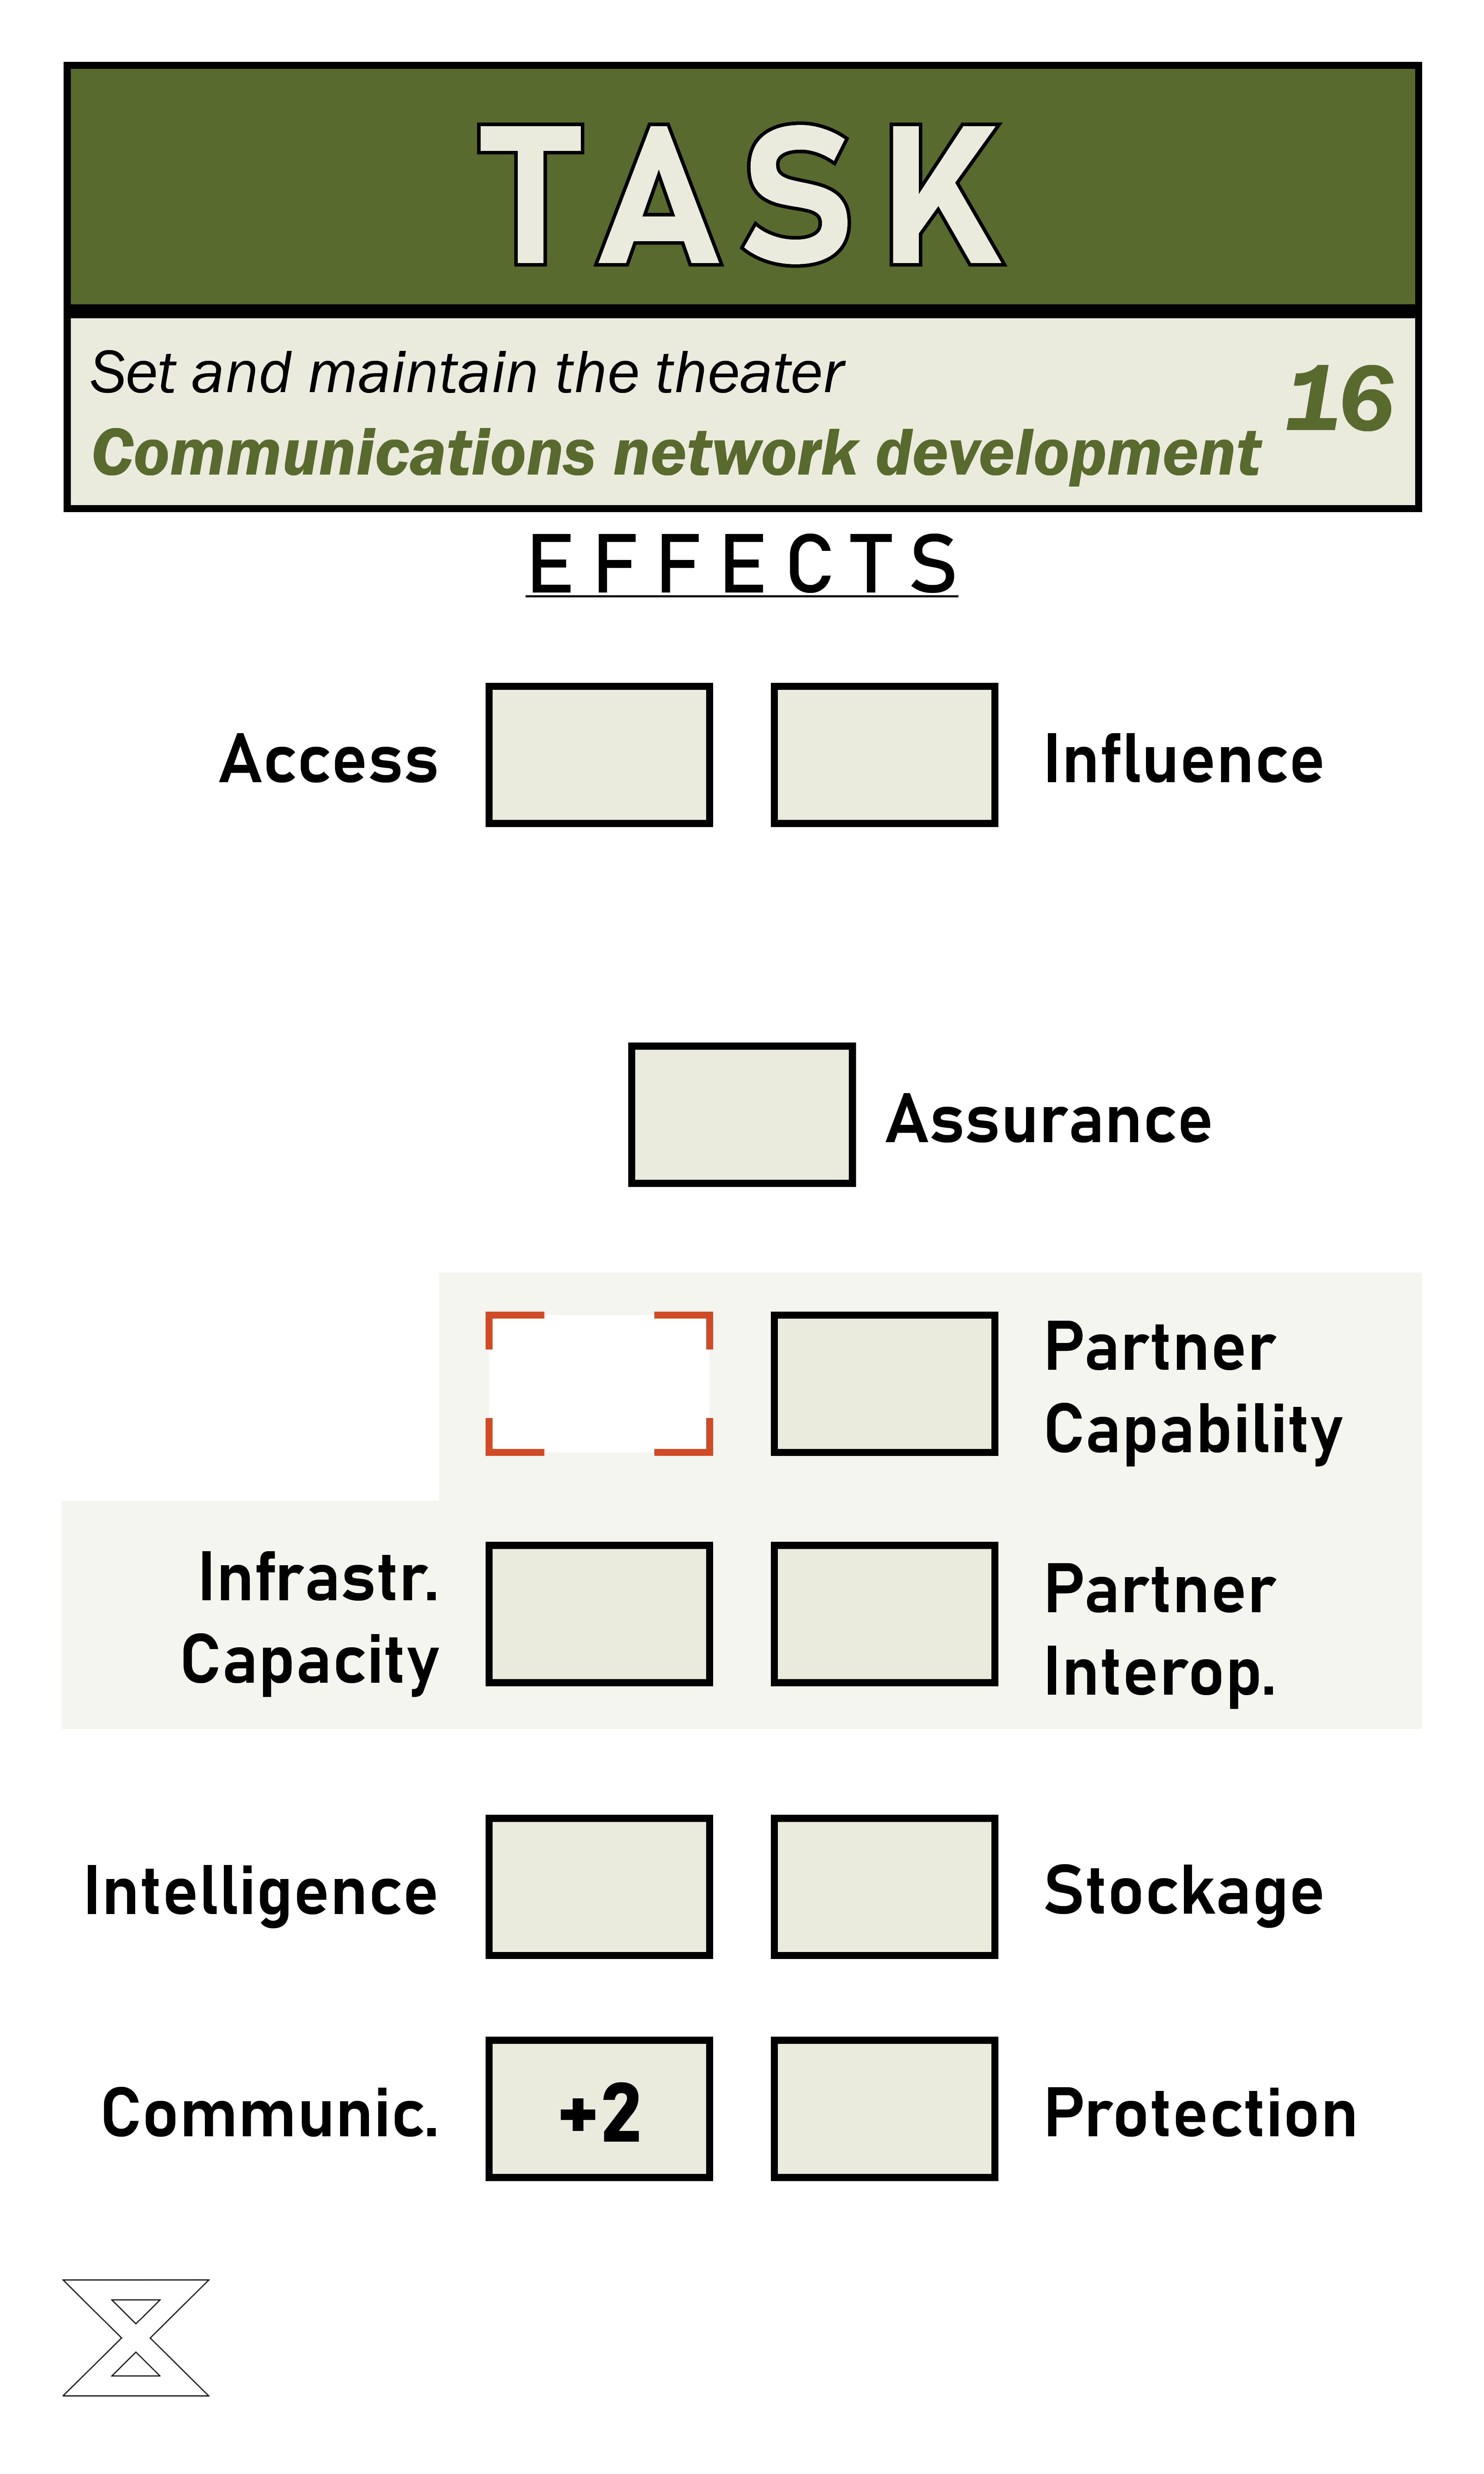 TASK
Set and maintain the theater
16
Communications network development
EFFECTS
Access
Influence
Assurance
Partner
Capability
Infrastr.
Capacity
Partner
Interop.
Intelligence
Stockage
Communic.
+2
Protection